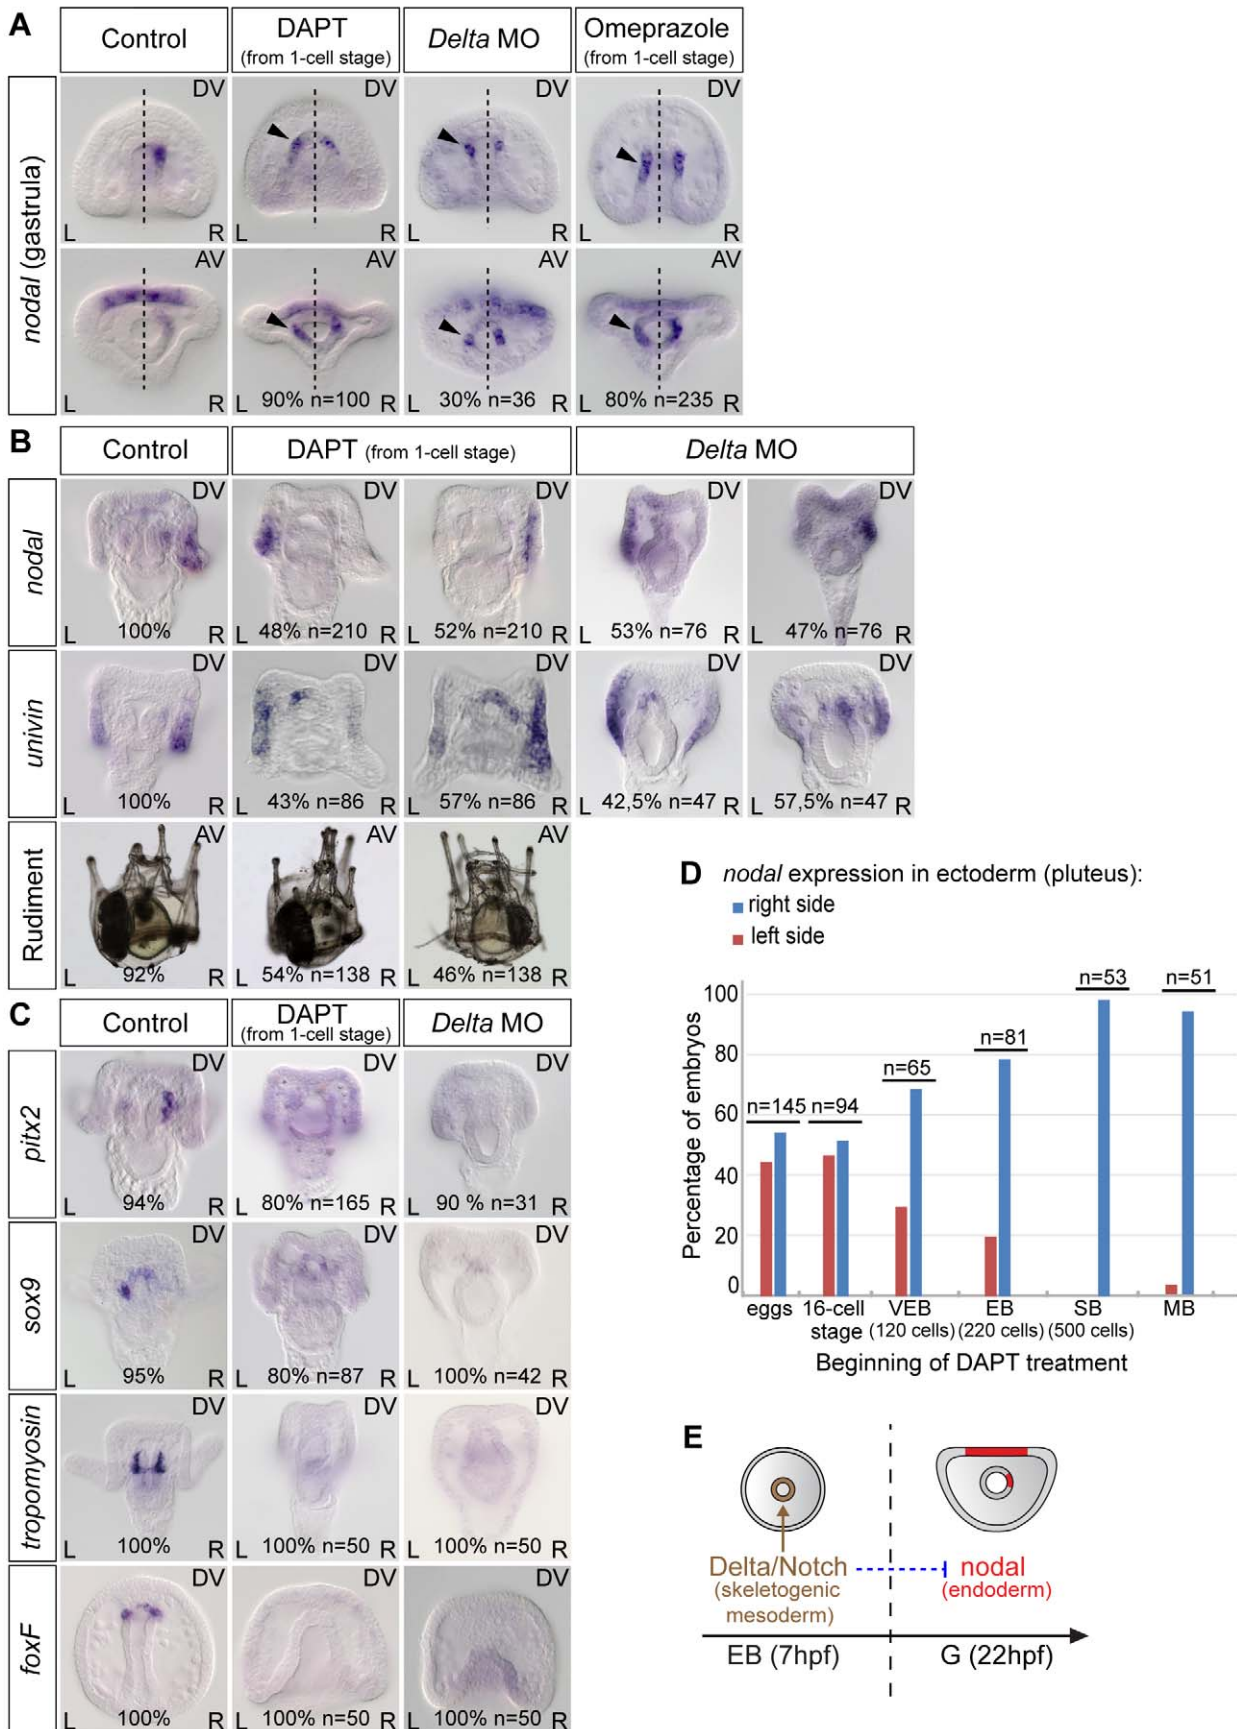 A
Control
DAPT
(from 1-cell stage)
Delta MO
Omeprazole
(from 1-cell stage)
nodal (gastrula)
DV
L R
DV
L R
DV
L R
DV
L R
AV
L R
AV
L 90% n=100 R
AV
L 30% n=36 R
AV
L 80% n=235 R
B
Control
DAPT (from 1-cell stage)
Delta MO
nodal
DV
L 100% R
DV
L 48% n=210 R
DV
L 52% n=210 R
DV
L 53% n=76 R
DV
L 47% n=76 R
univin
DV
L 100% R
DV
L 43% n=86 R
DV
L 57% n=86 R
DV
L 42,5% n=47 R
DV
L 57,5% n=47 R
Rudiment
AV
L 92% R
AV
L 54% n=138 R
AV
L 46% n=138 R
C
Control
DAPT
(from 1-cell stage)
Delta MO
pitx2
DV
L 94% R
DV
L 80% n=165 R
DV
L 90 % n=31 R
sox9
DV
L 95% R
DV
L 80% n=87 R
DV
L 100% n=42 R
tropomyosin
DV
L 100% R
DV
L 100% n=50 R
DV
L 100% n=50 R
foxF
DV
L 100% R
DV
L 100% n=50 R
DV
L 100% n=50 R
D nodal expression in ectoderm (pluteus):
right side
left side
Percentage of embryos
100
80
60
40
20
0
n=145
n=94
n=65
n=81
n=53
n=51
eggs
16-cell
stage
VEB
(120 cells)
EB
(220 cells)
SB
(500 cells)
MB
Beginning of DAPT treatment
E
Delta/Notch
(skeletogenic
mesoderm)
nodal
(endoderm)
EB (7hpf)
G (22hpf)